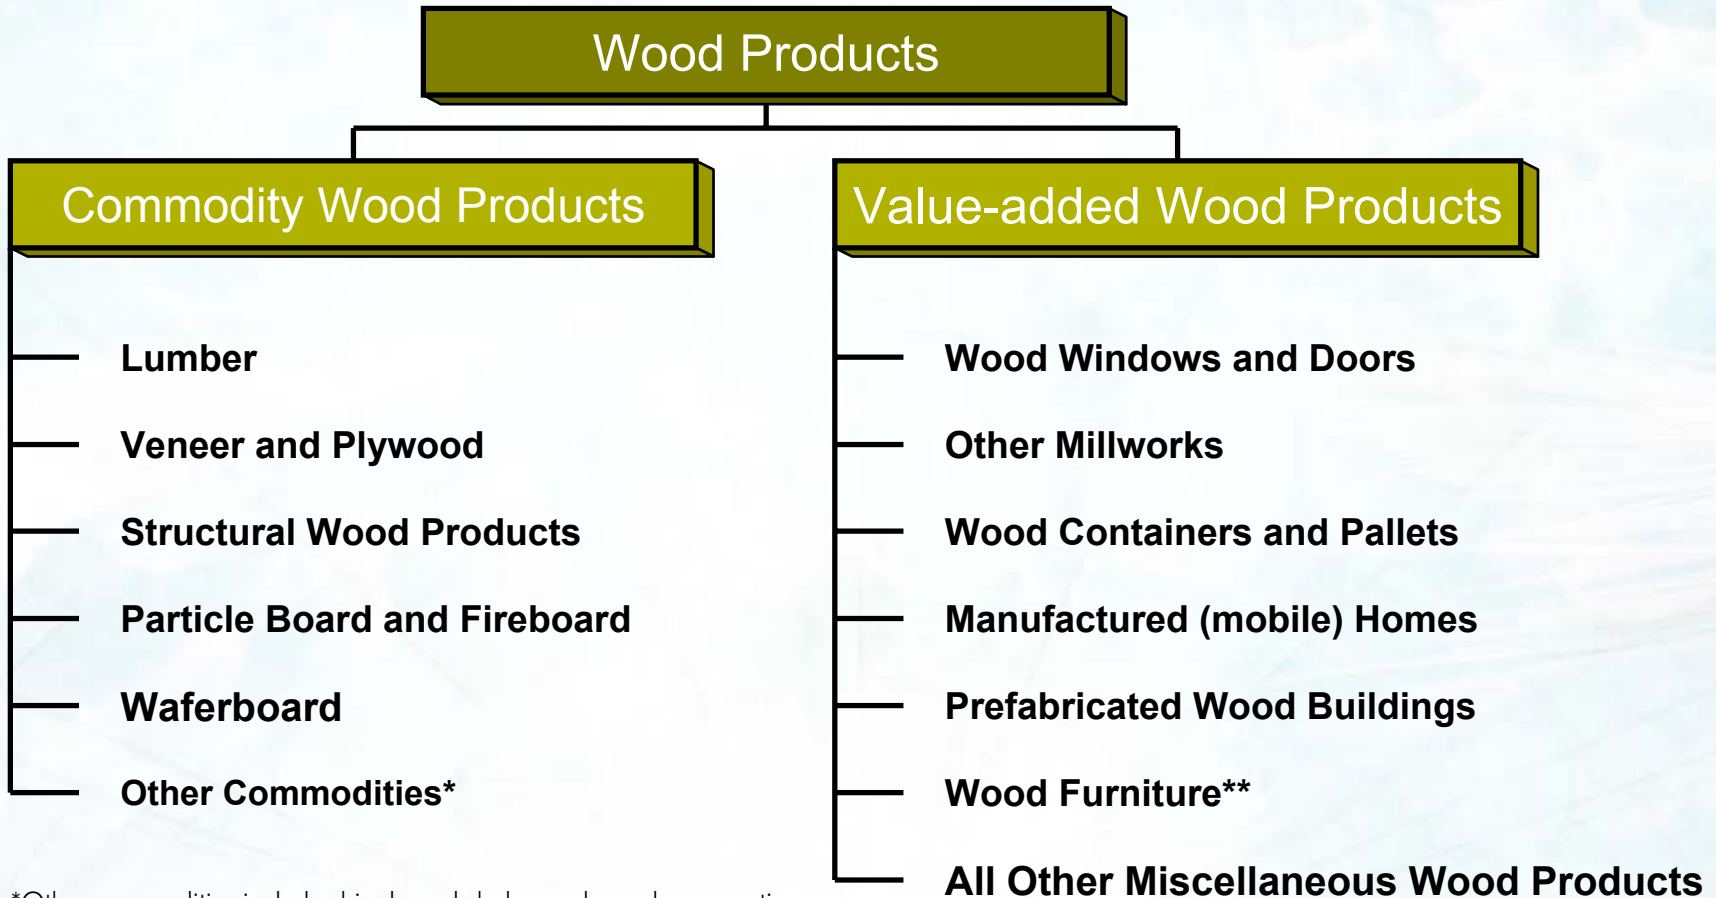 Wood Products
Commodity Wood Products
Lumber
Veneer and Plywood
Structural Wood Products
Particle Board and Fireboard
Waferboard
Other Commodities*
Value-added Wood Products
Wood Windows and Doors
Other Millworks
Wood Containers and Pallets
Manufactured (mobile) Homes
Prefabricated Wood Buildings
Wood Furniture**
All Other Miscellaneous Wood Products